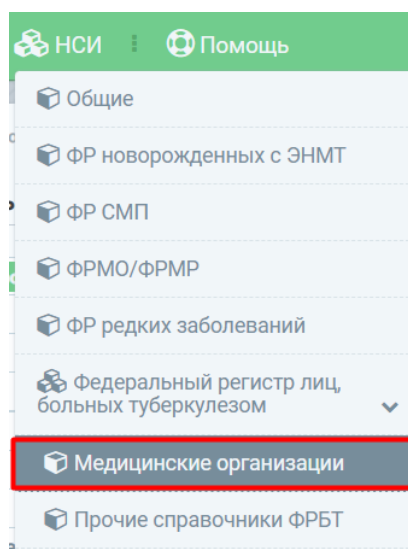 НСИ
Помощь
Общие
ФР новорожденных с ЭНМТ
ФР СМП
ФРМО/ФРМР
ФР редких заболеваний
Федеральный регистр лиц,
больных туберкулезом
Медицинские организации
Прочие справочники ФРБТ